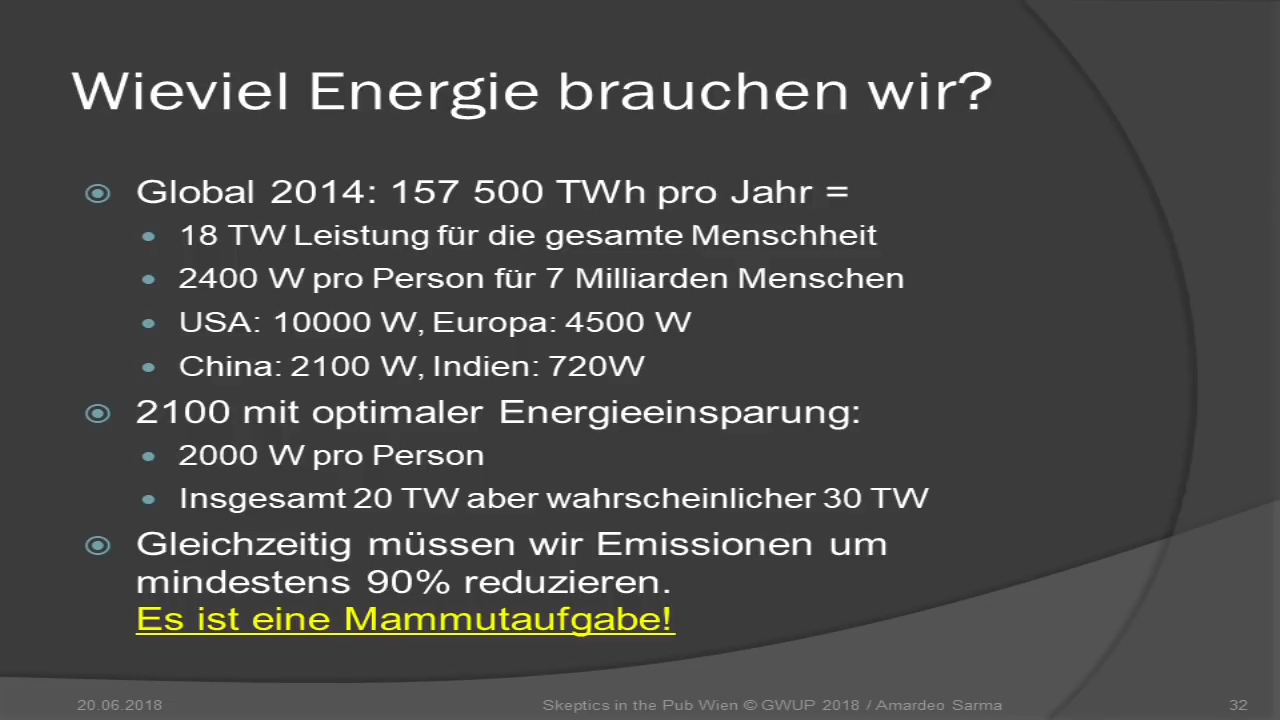 Wieviel Energie brauchen wir?
Global 2014: 157 500 TWh pro Jahr =
18 TW Leistung für die gesamte Menschheit
2400 W pro Person für 7 Milliarden Menschen
USA: 10000 W, Europa: 4500 W
China: 2100 W, Indien: 720W
2100 mit optimaler Energieeinsparung:
2000 W pro Person
Insgesamt 20 TW aber wahrscheinlicher 30 TW
Gleichzeitig müssen wir Emissionen um
mindestens 90% reduzieren.
Es ist eine Mammutaufgabe!
20.06.2018 Skeptics in the Pub Wien © GWUP 2018 / Amardeo Sarma 32